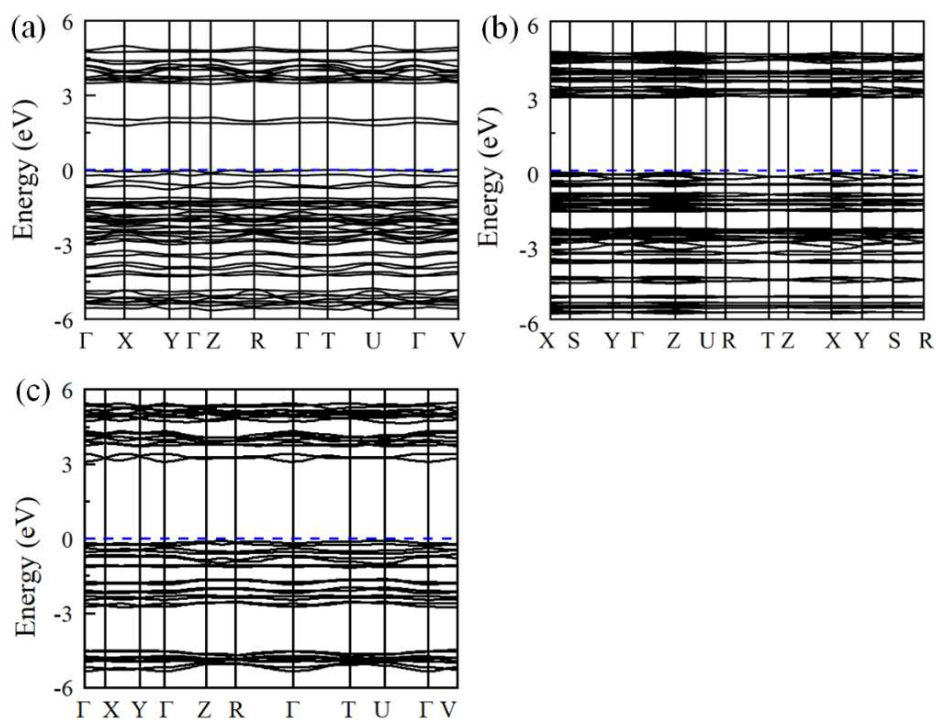 (a)
6
3
0
-3
-6
Energy (eV)
Γ X Y Γ Z R Γ T U Γ V
(b)
6
3
0
-3
-6
Energy (eV)
X S Y Γ Z U R T Z X Y S R
(c)
6
3
0
-3
-6
Energy (eV)
Γ X Y Γ Z R Γ T U Γ V